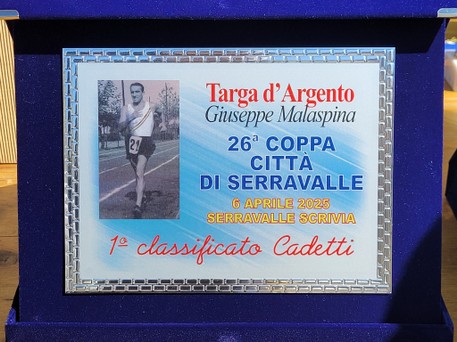 Targa d'Argento
Giuseppe Malaspina
26ª COPPA
CITTÀ
DI SERRAVALLE
6 APRILE 2025
SERRAVALLE SCRIVIA
1º classificato Cadetti